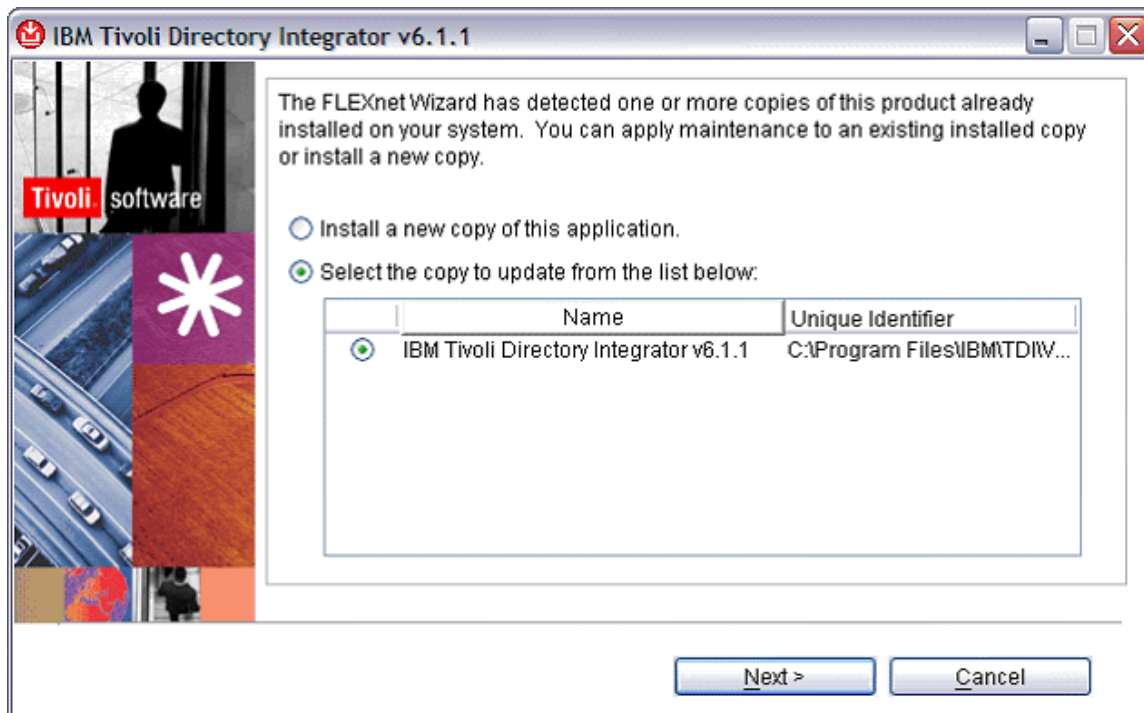 IBM Tivoli Directory Integrator v6.1.1
The FLEXnet Wizard has detected one or more copies of this product already
installed on your system. You can apply maintenance to an existing installed copy
or install a new copy.
Tivoli. software
Install a new copy of this application.
Select the copy to update from the list below:
Name Unique Identifier
IBM Tivoli Directory Integrator v6.1.1 C:\Program Files\IBM\TDI\V...
Next > Cancel